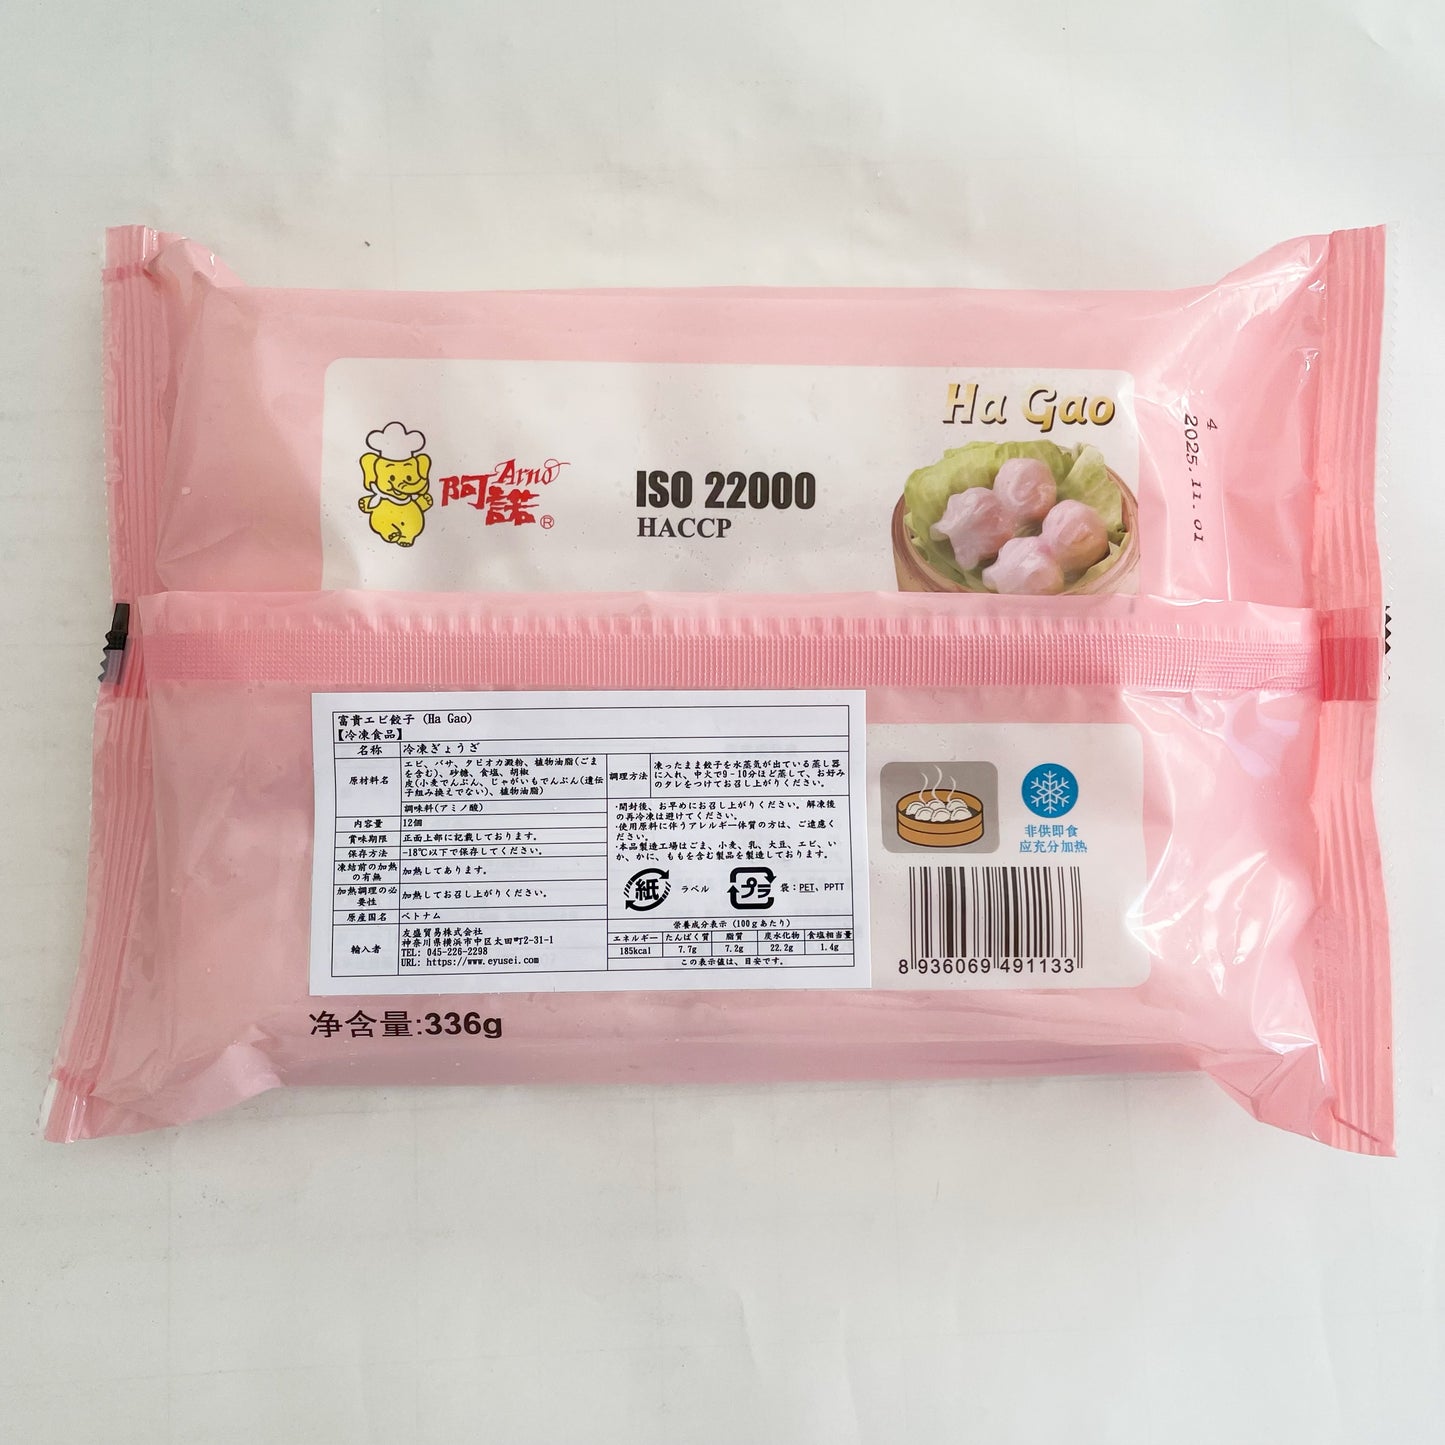 Ha Gao
Arno
阿諾®
ISO 22000
HACCP
4
2025.11.01
富貴エビ餃子 (Ha Gao)
【冷凍食品】
名称 冷凍ぎょうざ
原材料名
エビ、バサ、タピオカ澱粉、植物油脂(ごま
を含む)、砂糖、食塩、胡椒
皮(小麦でんぷん、じゃがいもでんぷん(遺伝
子組み換えでない)、植物油脂)
調味料(アミノ酸)
内容量 12個
賞味期限 正面上部に記載しております。
保存方法 -18℃以下で保存してください。
凍結前の加熱
の有無
加熱してあります。
加熱調理の必
要性
加熱してお召し上がりください。
原産国名 ベトナム
輸入者
友盛貿易株式会社
神奈川県横浜市中区太田町2-31-1
TEL: 045-226-2298
URL: https://www.eyusei.com
調理方法
凍ったまま餃子を水蒸気が出ている蒸し器
に入れ、中火で9-10分ほど蒸して、お好み
のタレをつけてお召し上がりください。
・開封後、お早めにお召し上がりください。解凍後
の再冷凍は避けてください。
・使用原料に伴うアレルギー体質の方は、ご遠慮く
ださい。
・本品製造工場はごま、小麦、乳、大豆、エビ、い
か、かに、ももを含む製品を製造しております。
紙 ラベル プラ 袋：PET、PPTT
栄養成分表示 (100gあたり)
エネルギー たんぱく質 脂質 炭水化物 食塩相当量
185kcal 7.7g 7.2g 22.2g 1.4g
この表示値は、目安です。
非供即食
应充分加热
8 936069 491133
净含量:336g